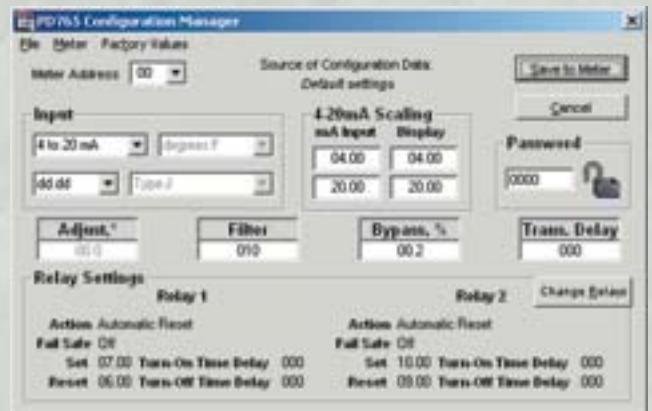 PD765 Configuration Manager
File Meter Factory Values
Meter Address 00
Source of Configuration Data:
Default settings
Save to Meter
Cancel
Input
4 to 20 mA degrees F
dd.dd Type J
4-20mA Scaling
mA Input Display
04.00 04.00
20.00 20.00
Password
0000
Adjust,° Filter Bypass, % Trans. Delay
00.0 010 00.2 000
Relay Settings
Change Relays
Relay 1 Relay 2
Action Automatic Reset Action Automatic Reset
Fail Safe Off Fail Safe Off
Set 07.00 Turn-On Time Delay 000 Set 10.00 Turn-On Time Delay 000
Reset 06.00 Turn-Off Time Delay 000 Reset 09.00 Turn-Off Time Delay 000